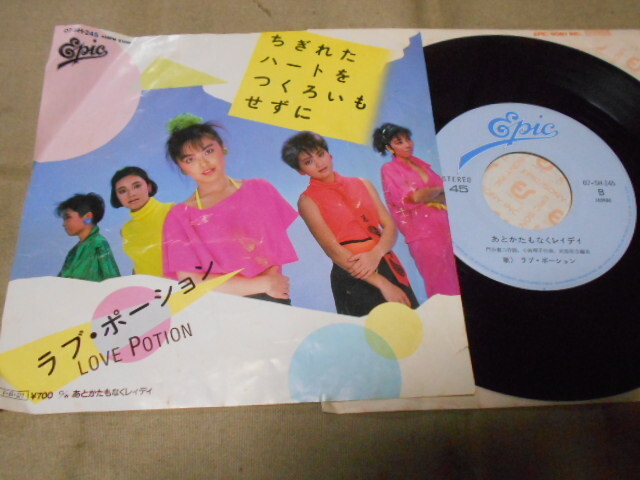 Epic
ちぎれた
ハートを
つくろいも
せずに
ラブ・ポーション
LOVE POTION
¥700
あとかたもなくレイディ
Epic
STEREO
45
07・5H-245
B
あとかたもなくレイディ
ラブ・ポーション